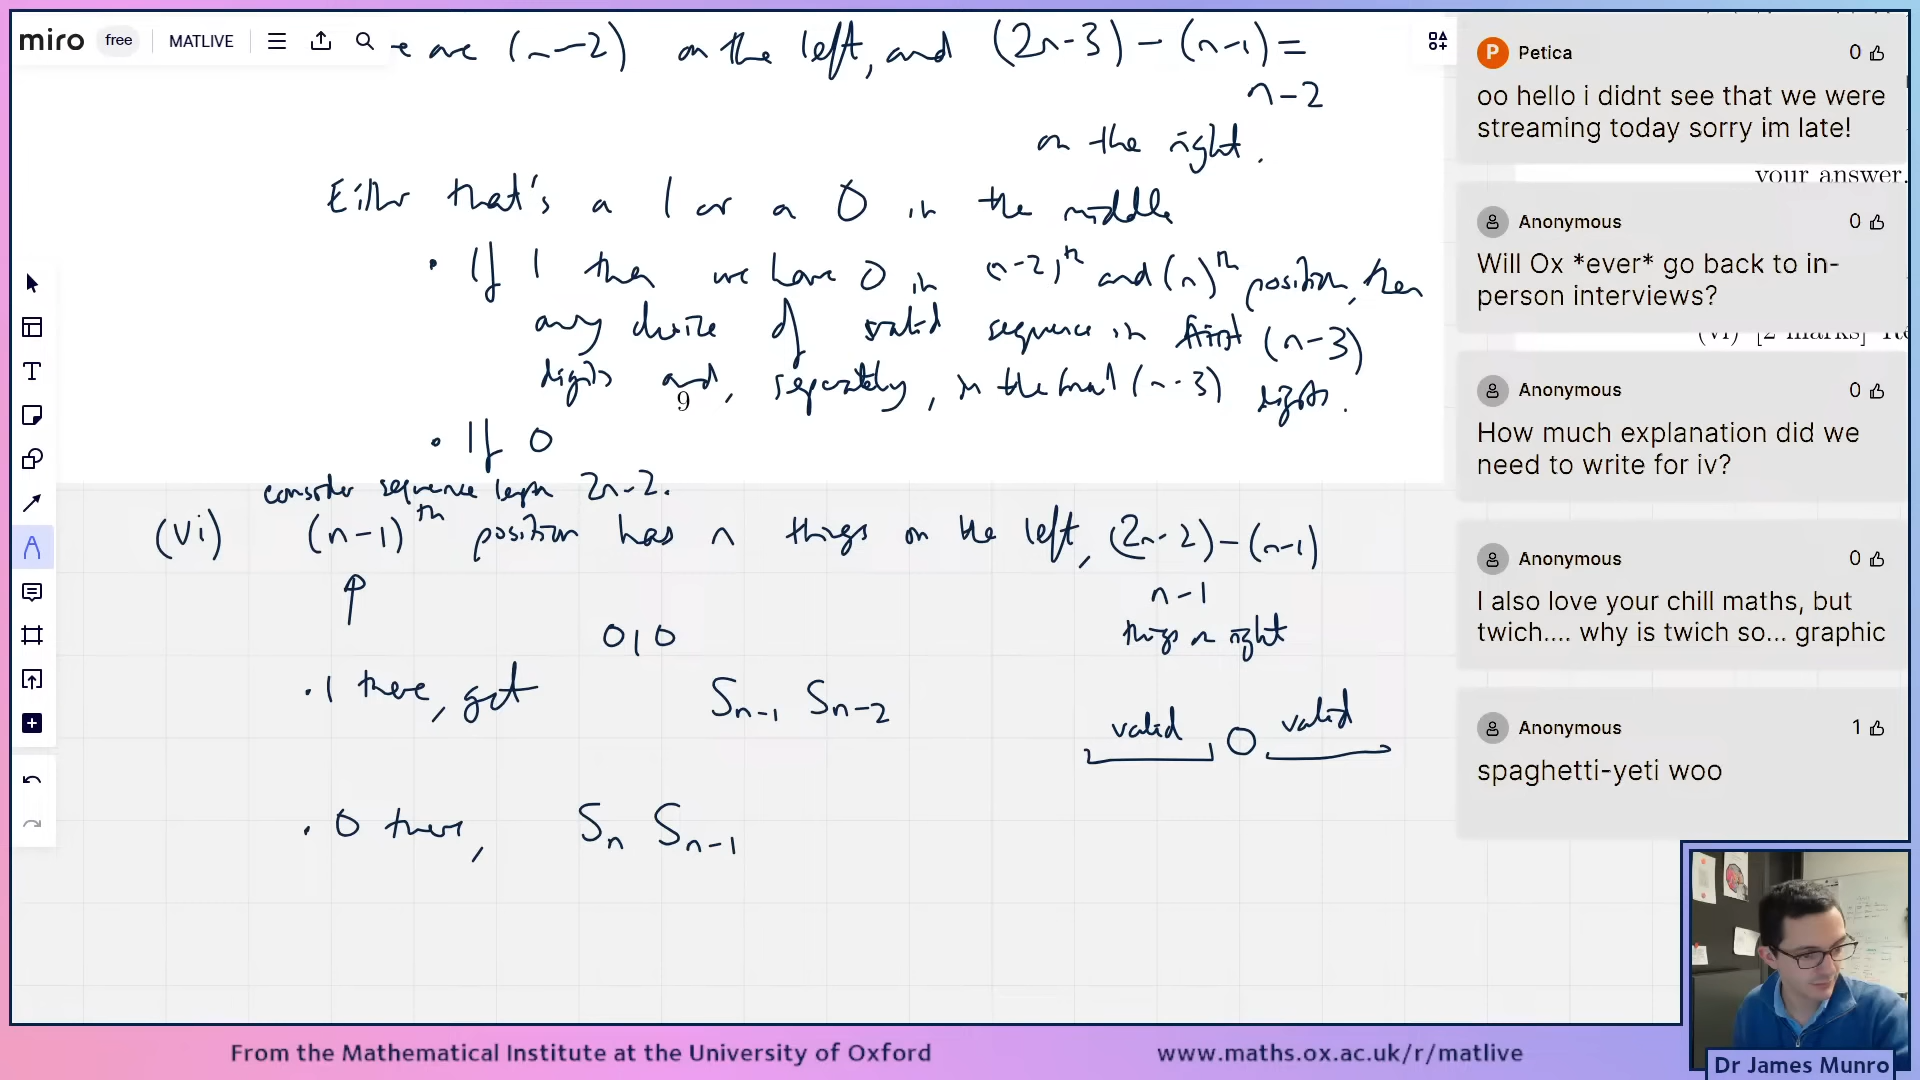 miro free MATLIVE
e are (n-2) on the left, and (2n-3) - (n-1) =
n-2
on the right.
Either that's a 1 or a 0 in the middle
• If 1 then we have 0 in (n-2)th and (n)th position, then
any choice of valid sequence in first (n-3)
digits and, separately, in the final (n-3) digits.
9
• If 0
consider sequence length 2n-2.
(vi) (n-1)th position has n things on the left, (2n-2)-(n-1)
n-1
things on right
↑
010
• 1 there, get Sn-1 Sn-2
valid 0 valid
• 0 there, Sn Sn-1
P Petica 0
oo hello i didnt see that we were
streaming today sorry im late!
your answer.
Anonymous 0
Will Ox *ever* go back to in-
person interviews?
(vi) [2 marks]
Anonymous 0
How much explanation did we
need to write for iv?
Anonymous 0
I also love your chill maths, but
twich.... why is twich so... graphic
Anonymous 1
spaghetti-yeti woo
From the Mathematical Institute at the University of Oxford
www.maths.ox.ac.uk/r/matlive
Dr James Munro